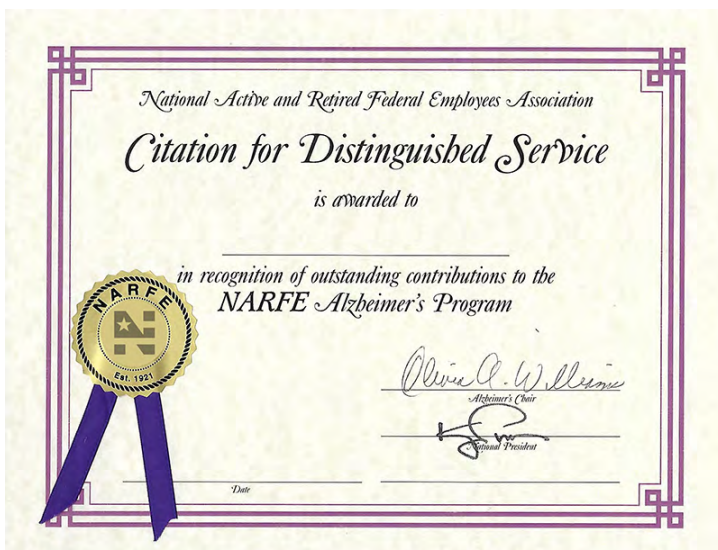 National Active and Retired Federal Employees Association
Citation for Distinguished Service
is awarded to
in recognition of outstanding contributions to the
NARFE Alzheimer's Program
NARFE
Est. 1921
Olivia A. Williams
Alzheimer's Chair
National President
Date